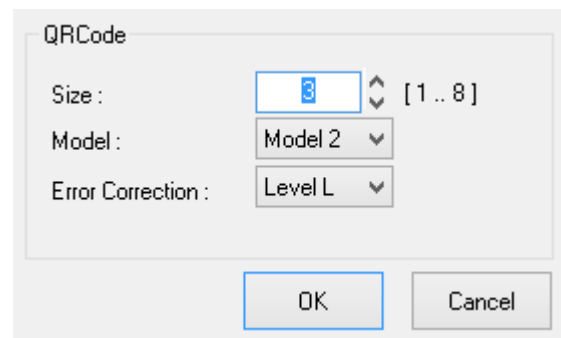 QRCode
Size : 3 [ 1 .. 8 ]
Model : Model 2
Error Correction : Level L
OK Cancel